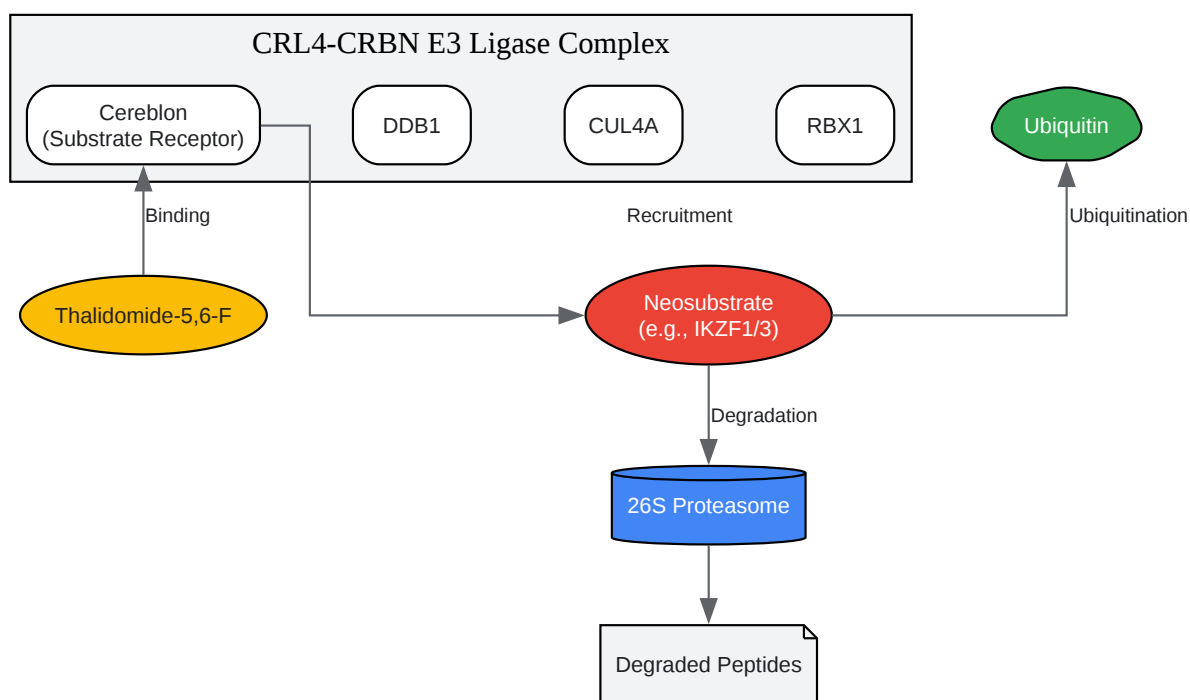 CRL4-CRBN E3 Ligase Complex
Cereblon
(Substrate Receptor)
DDB1
CUL4A
RBX1
Ubiquitin
Binding
Recruitment
Ubiquitination
Thalidomide-5,6-F
Neosubstrate
(e.g., IKZF1/3)
Degradation
26S Proteasome
Degraded Peptides